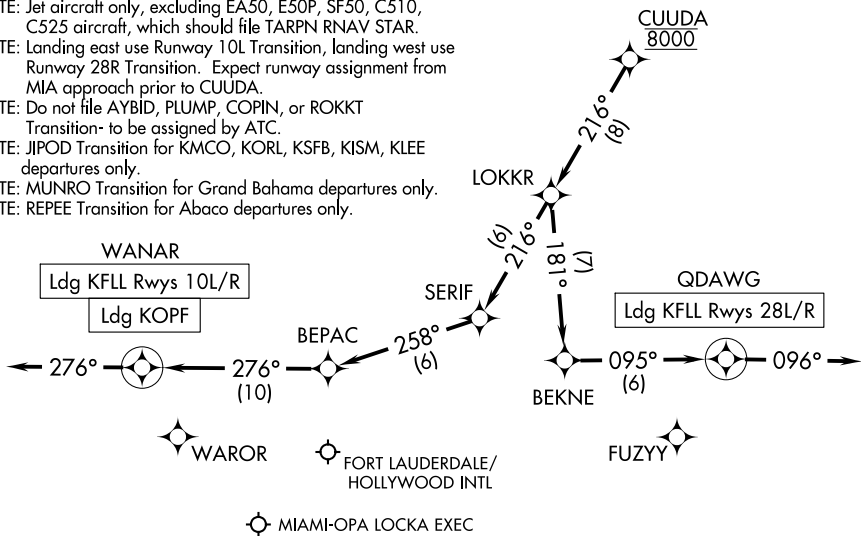 TE: Jet aircraft only, excluding EA50, E50P, SF50, C510,
C525 aircraft, which should file TARPN RNAV STAR.
TE: Landing east use Runway 10L Transition, landing west use
Runway 28R Transition. Expect runway assignment from
MIA approach prior to CUUDA.
TE: Do not file AYBID, PLUMP, COPIN, or ROKKT
Transition- to be assigned by ATC.
TE: JIPOD Transition for KMCO, KORL, KSFB, KISM, KLEE
departures only.
TE: MUNRO Transition for Grand Bahama departures only.
TE: REPEE Transition for Abaco departures only.
CUUDA
8000
216°
(8)
LOKKR
(6)
216°
181°
(7)
WANAR
Ldg KFLL Rwys 10L/R
Ldg KOPF
SERIF
QDAWG
Ldg KFLL Rwys 28L/R
BEPAC
258°
(6)
276°
276°
(10)
BEKNE
095°
(6)
096°
WAROR
FORT LAUDERDALE/
HOLLYWOOD INTL
FUZYY
MIAMI-OPA LOCKA EXEC